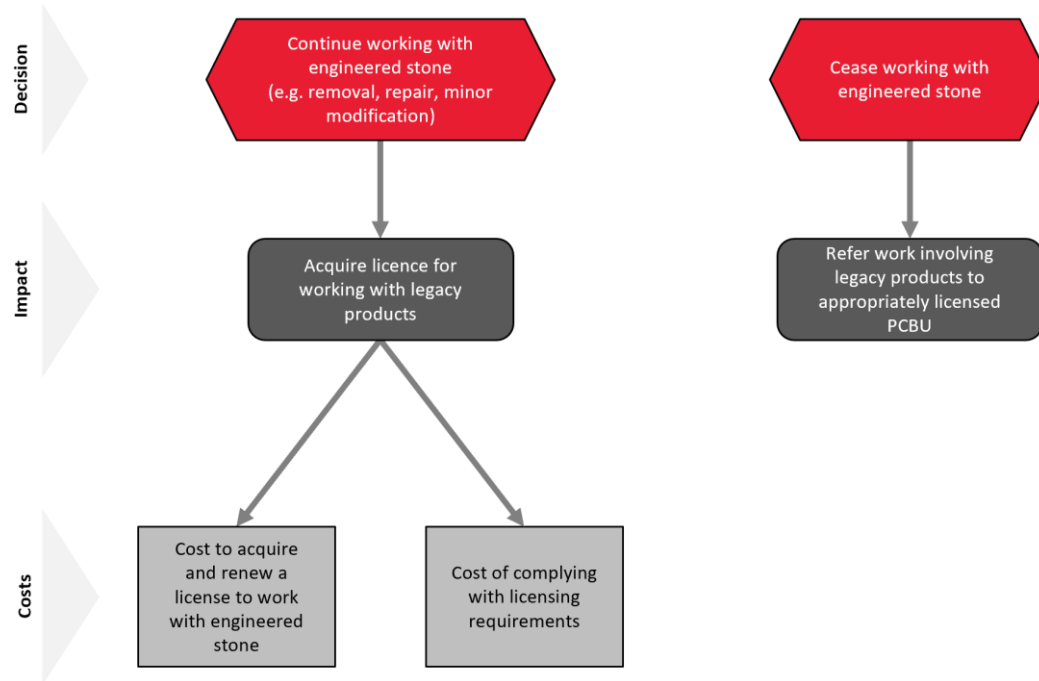 Decision
Continue working with
engineered stone
(e.g. removal, repair, minor
modification)
Cease working with
engineered stone
Impact
Acquire licence for
working with legacy
products
Refer work involving
legacy products to
appropriately licensed
PCBU
Costs
Cost to acquire
and renew a
license to work
with engineered
stone
Cost of complying
with licensing
requirements